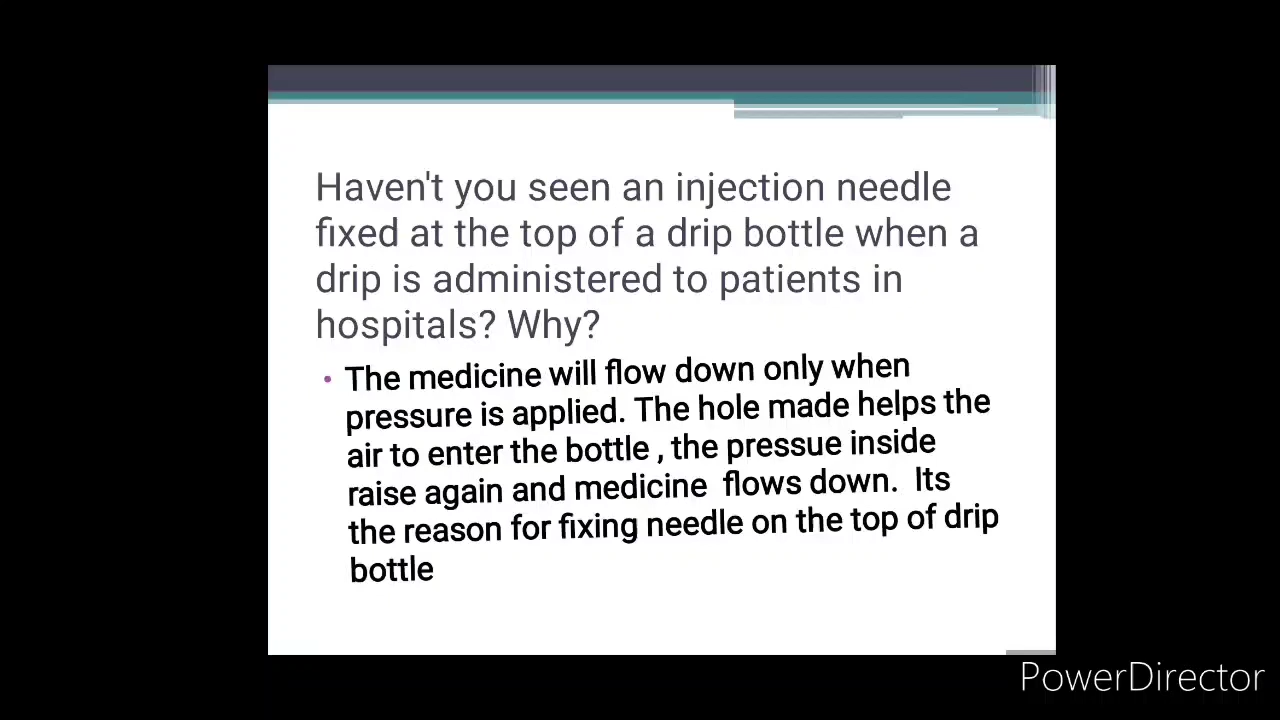 Haven't you seen an injection needle
fixed at the top of a drip bottle when a
drip is administered to patients in
hospitals? Why?
• The medicine will flow down only when
pressure is applied. The hole made helps the
air to enter the bottle , the pressue inside
raise again and medicine flows down. Its
the reason for fixing needle on the top of drip
bottle
PowerDirector